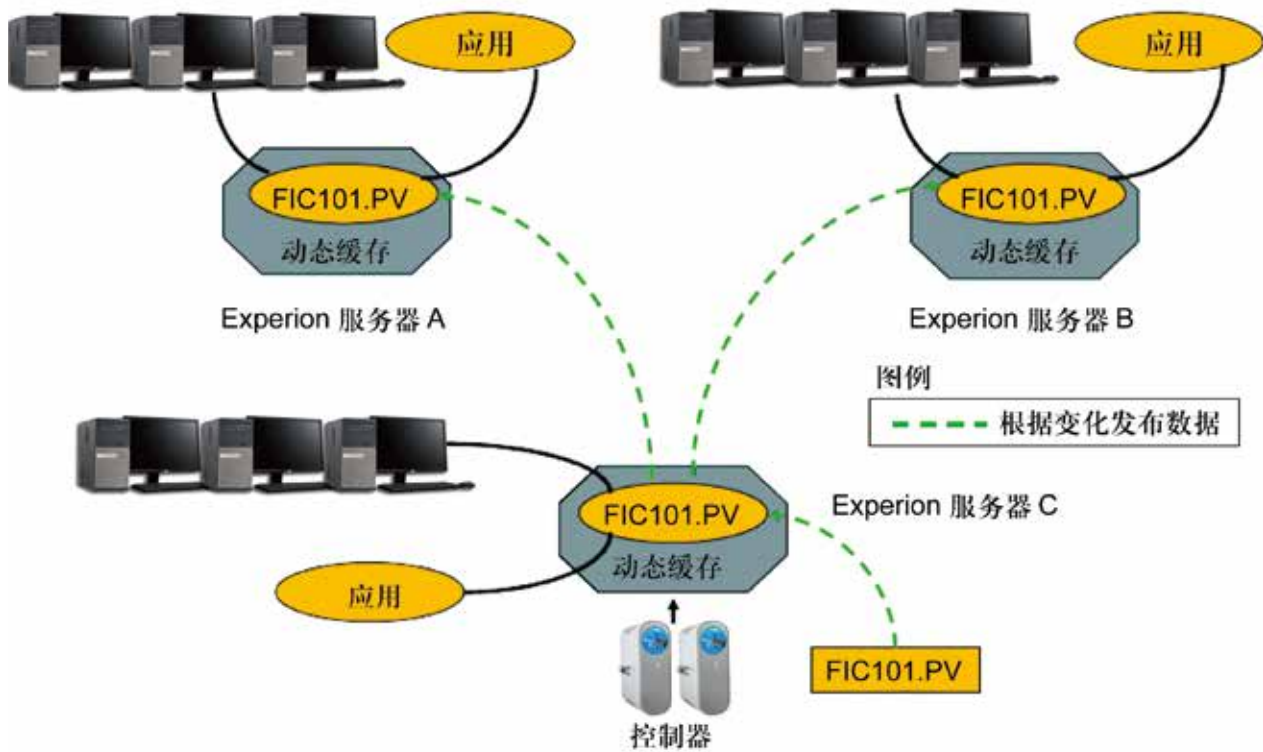 应用
应用
FIC101.PV
动态缓存
FIC101.PV
动态缓存
Experion 服务器 A
Experion 服务器 B
图例
根据变化发布数据
FIC101.PV
动态缓存
Experion 服务器 C
应用
FIC101.PV
控制器